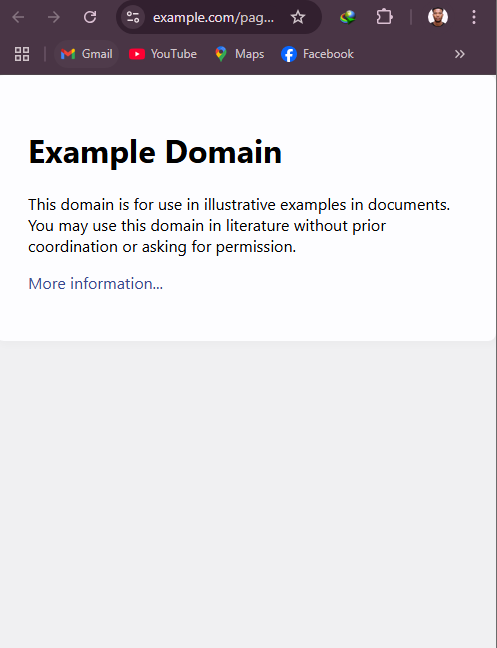 example.com/pag...
Gmail YouTube Maps Facebook
Example Domain
This domain is for use in illustrative examples in documents.
You may use this domain in literature without prior
coordination or asking for permission.
More information...